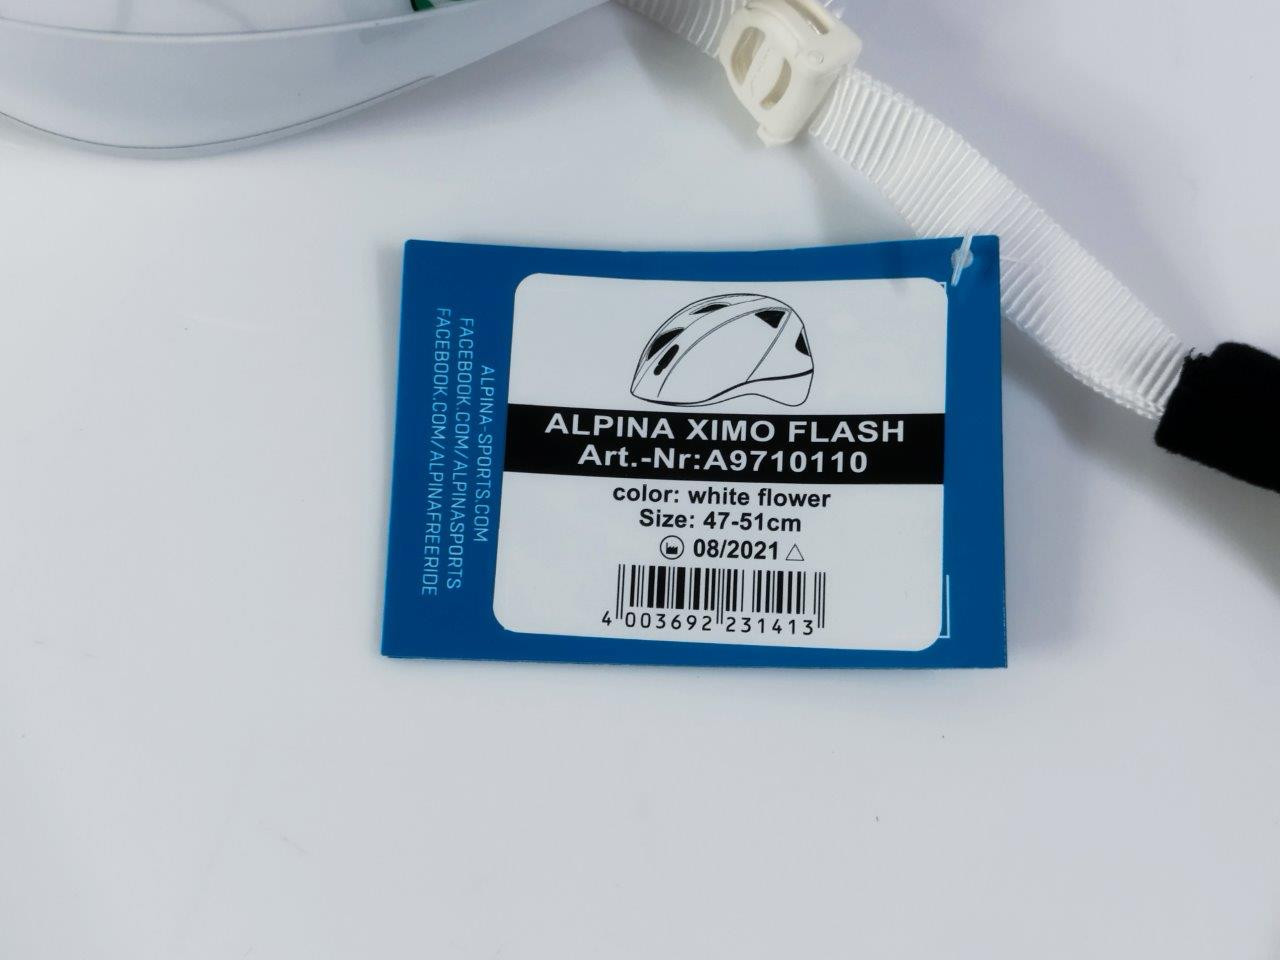 ALPINA XIMO FLASH
Art.-Nr:A9710110
color: white flower
Size: 47-51cm
08/2021
4 003692 231413
ALPINA-SPORTS.COM
FACEBOOK.COM/ALPINASPORTS
FACEBOOK.COM/ALPINAFREERIDE